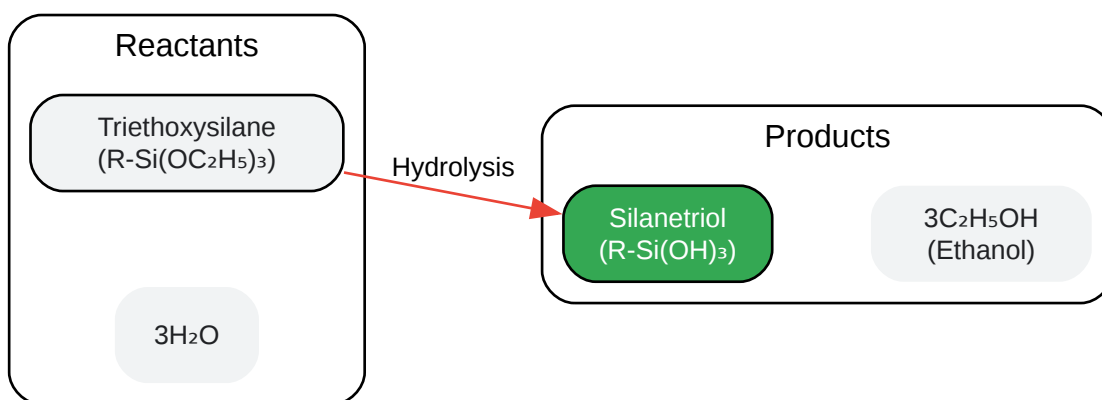 Reactants
Triethoxysilane
(R-Si(OC₂H₅)₃)
3H₂O
Hydrolysis
Products
Silanetriol
(R-Si(OH)₃)
3C₂H₅OH
(Ethanol)